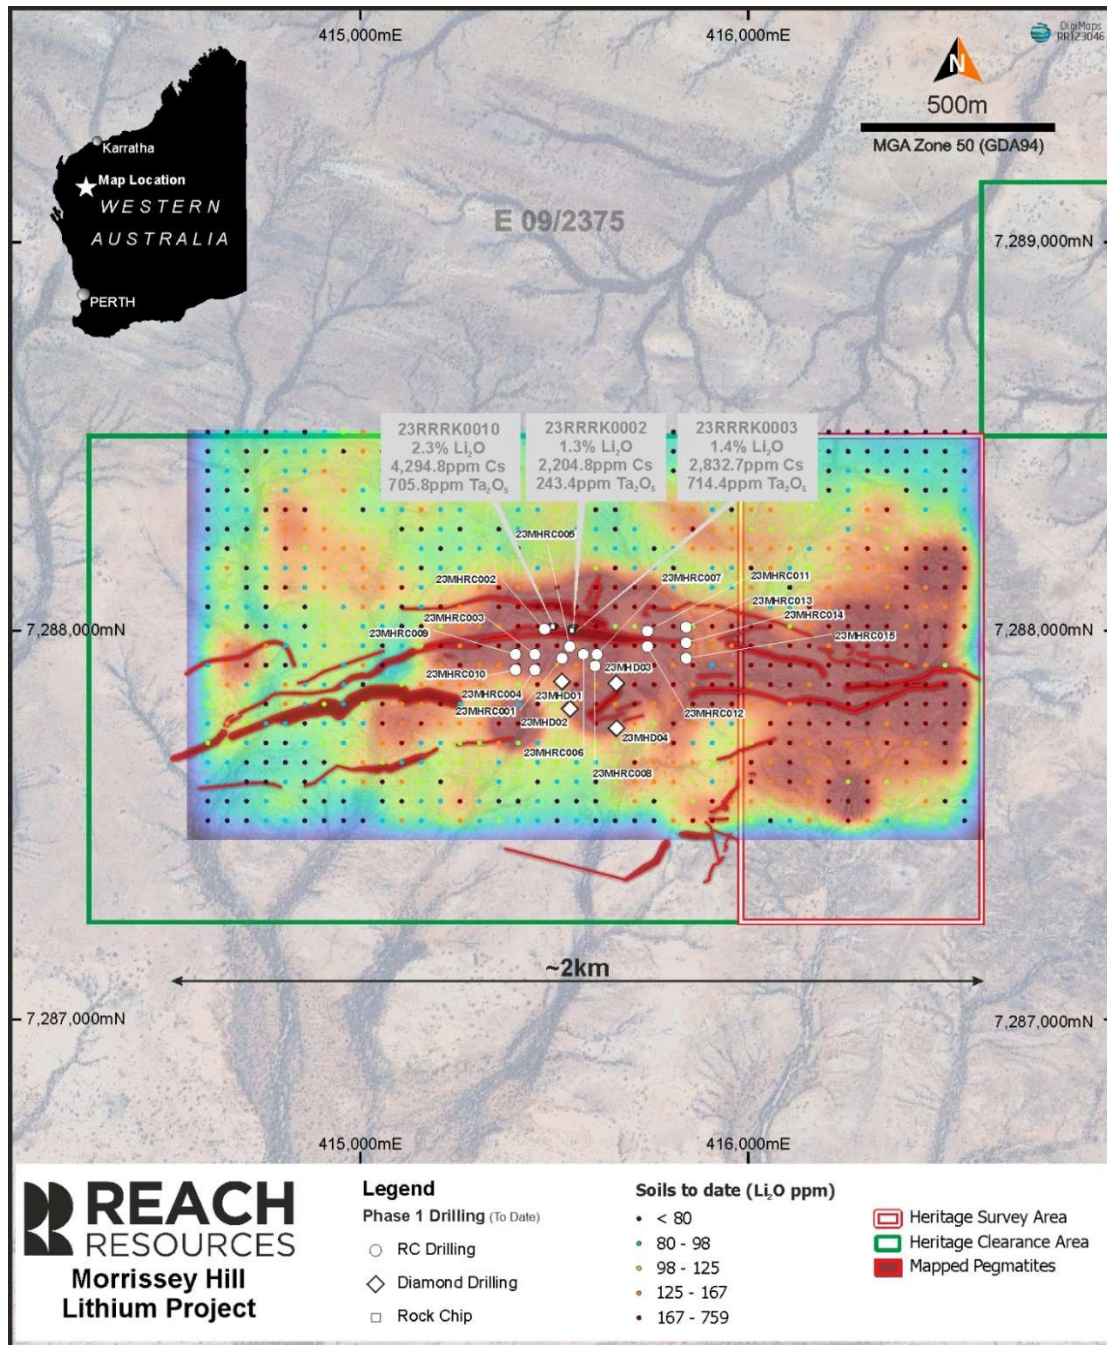 415,000mE
416,000mE
DigiMaps
RR123046
N
500m
MGA Zone 50 (GDA94)
Karratha
Map Location
WESTERN
AUSTRALIA
PERTH
E 09/2375
7,289,000mN
23RRRK0010
2.3% Li₂O
4,294.8ppm Cs
705.8ppm Ta₂O₅
23RRRK0002
1.3% Li₂O
2,204.8ppm Cs
243.4ppm Ta₂O₅
23RRRK0003
1.4% Li₂O
2,832.7ppm Cs
714.4ppm Ta₂O₅
23MHRC005
23MHRC002
23MHRC007
23MHRC011
23MHRC003
23MHRC013
23MHRC014
7,288,000mN
23MHRC009
23MHRC015
7,288,000mN
23MHRC010
23MHD03
23MHRC004
23MHD01
23MHRC001
23MHRC012
23MHD02
23MHD04
23MHRC006
23MHRC008
~2km
7,287,000mN
7,287,000mN
415,000mE
416,000mE
REACH
RESOURCES
Morrissey Hill
Lithium Project
Legend
Phase 1 Drilling (To Date)
RC Drilling
Diamond Drilling
Rock Chip
Soils to date (Li₂O ppm)
< 80
80 - 98
98 - 125
125 - 167
167 - 759
Heritage Survey Area
Heritage Clearance Area
Mapped Pegmatites